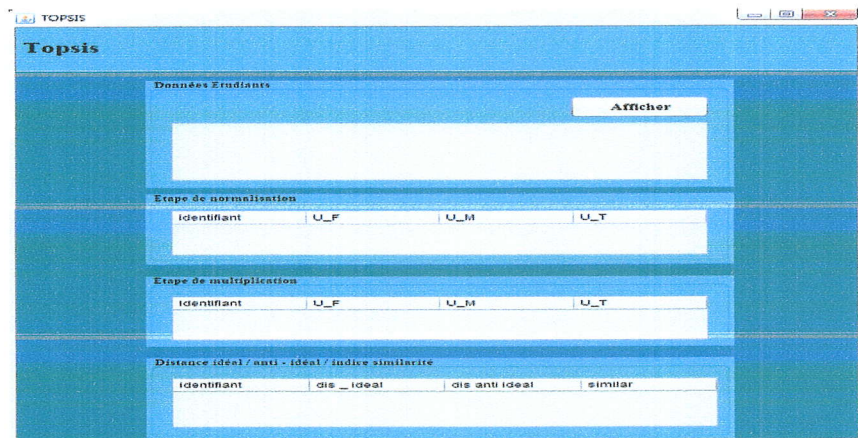 TOPSIS
Topsis
Données Etudiants
Afficher
Etape de normalisation
Identifiant U_F U_M U_T
Etape de multiplication
Identifiant U_F U_M U_T
Distance idéal / anti - idéal / indice similarité
Identifiant dis _ ideal dis anti ideal similar